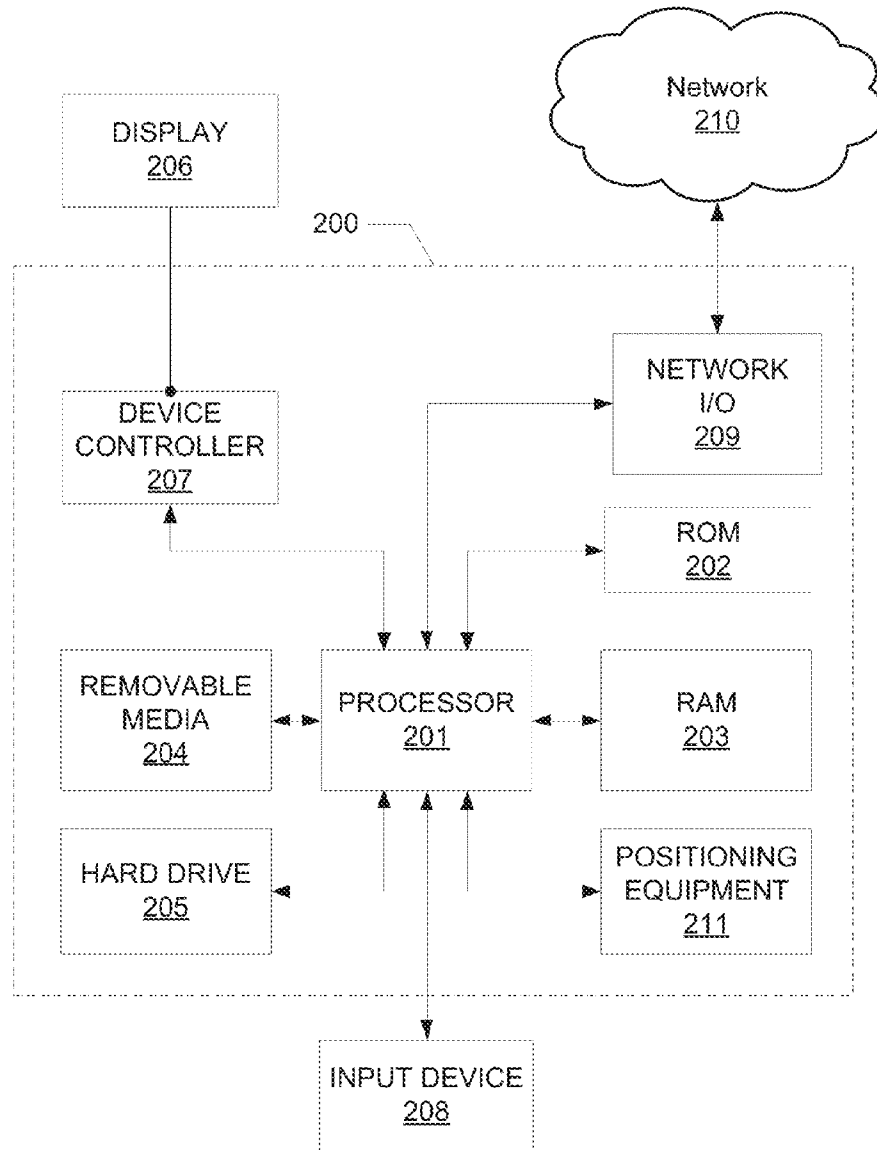 Network
210
DISPLAY
206
200
NETWORK
I/O
209
DEVICE
CONTROLLER
207
ROM
202
REMOVABLE
MEDIA
204
PROCESSOR
201
RAM
203
HARD DRIVE
205
POSITIONING
EQUIPMENT
211
INPUT DEVICE
208